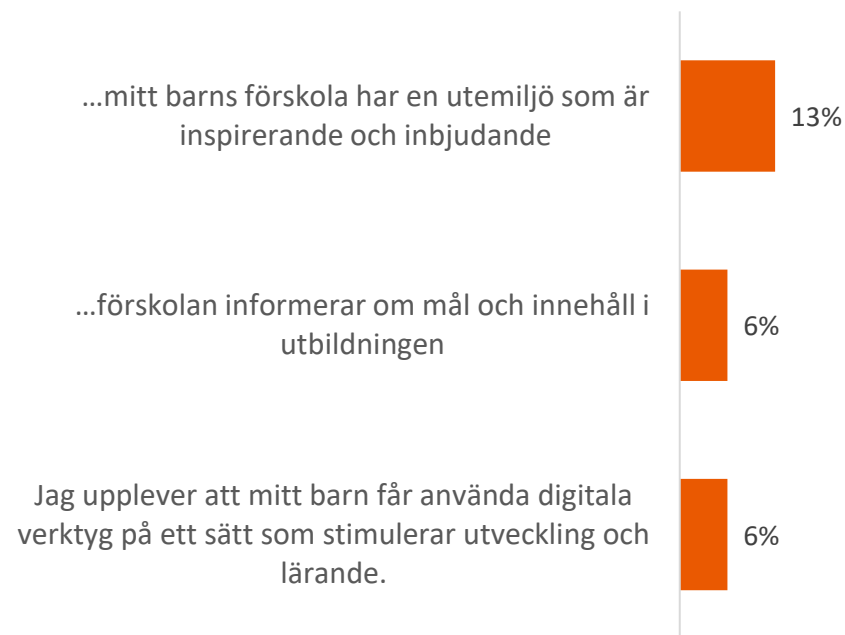 …mitt barns förskola har en utemiljö som är
inspirerande och inbjudande
13%
…förskolan informerar om mål och innehåll i
utbildningen
6%
Jag upplever att mitt barn får använda digitala
verktyg på ett sätt som stimulerar utveckling och
lärande.
6%